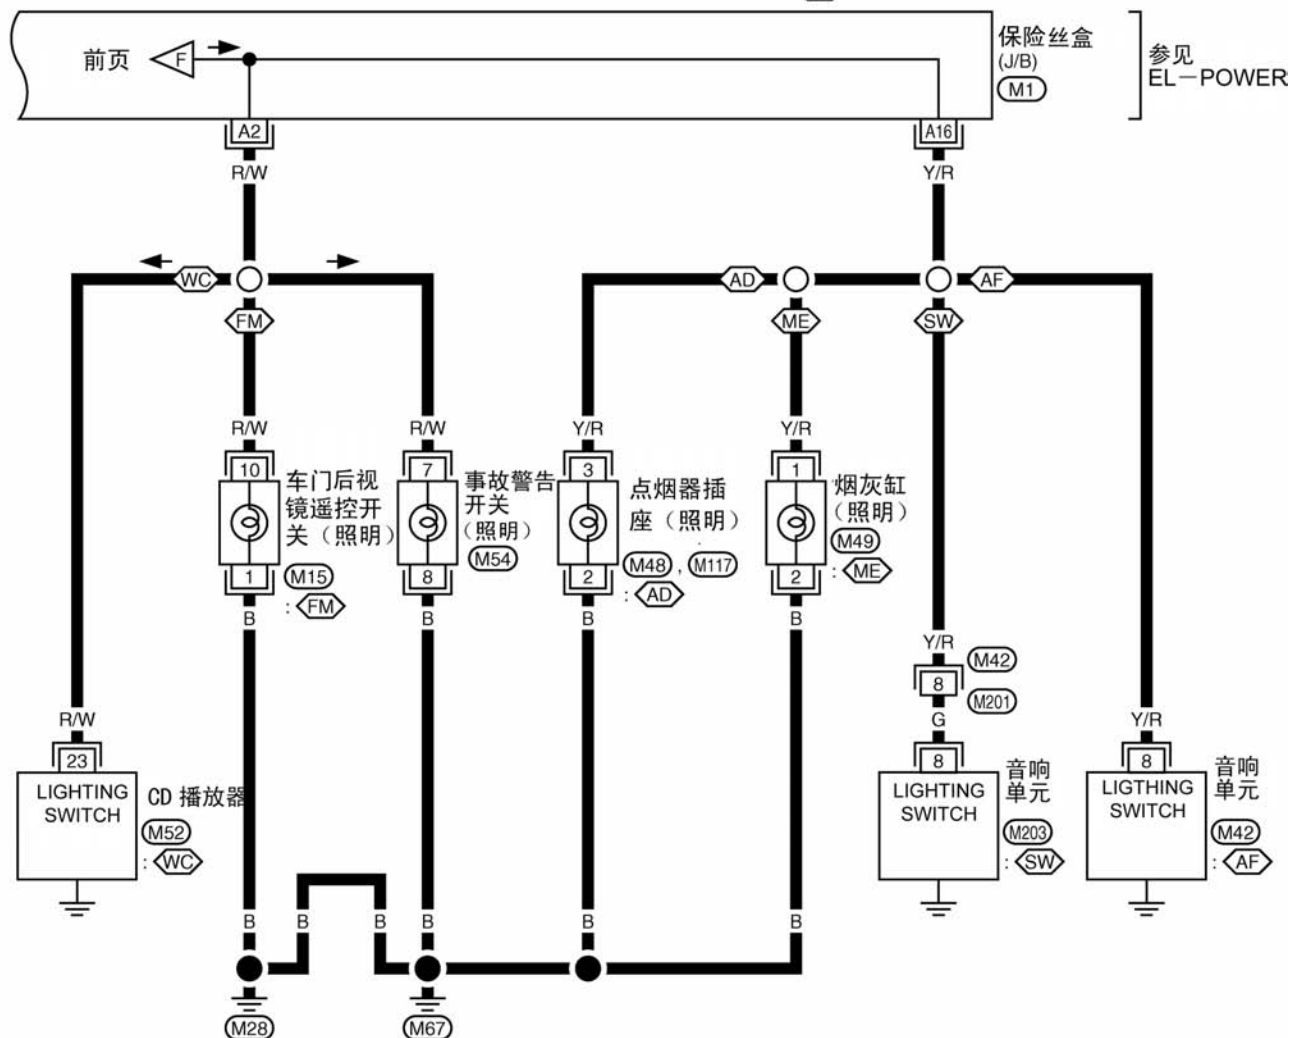 前页
F
保险丝盒
(J/B)
M1
参见
EL-POWER
A2
A16
R/W
Y/R
WC
AD
AF
FM
ME
SW
R/W
R/W
Y/R
Y/R
10
7
3
1
车门后视
镜遥控开
关（照明）
事故警告
开关
（照明）
M54
点烟器插
座（照明）
烟灰缸
（照明）
M49
: ME
1
8
2
2
M15
: FM
M48 , M117
: AD
B
B
B
B
Y/R
M42
8
M201
R/W
G
Y/R
23
8
8
LIGHTING
SWITCH
CD 播放器
M52
: WC
LIGHTING
SWITCH
音响
单元
M203
: SW
LIGTHING
SWITCH
音响
单元
M42
: AF
B
B
B
B
B
B
M28
M67